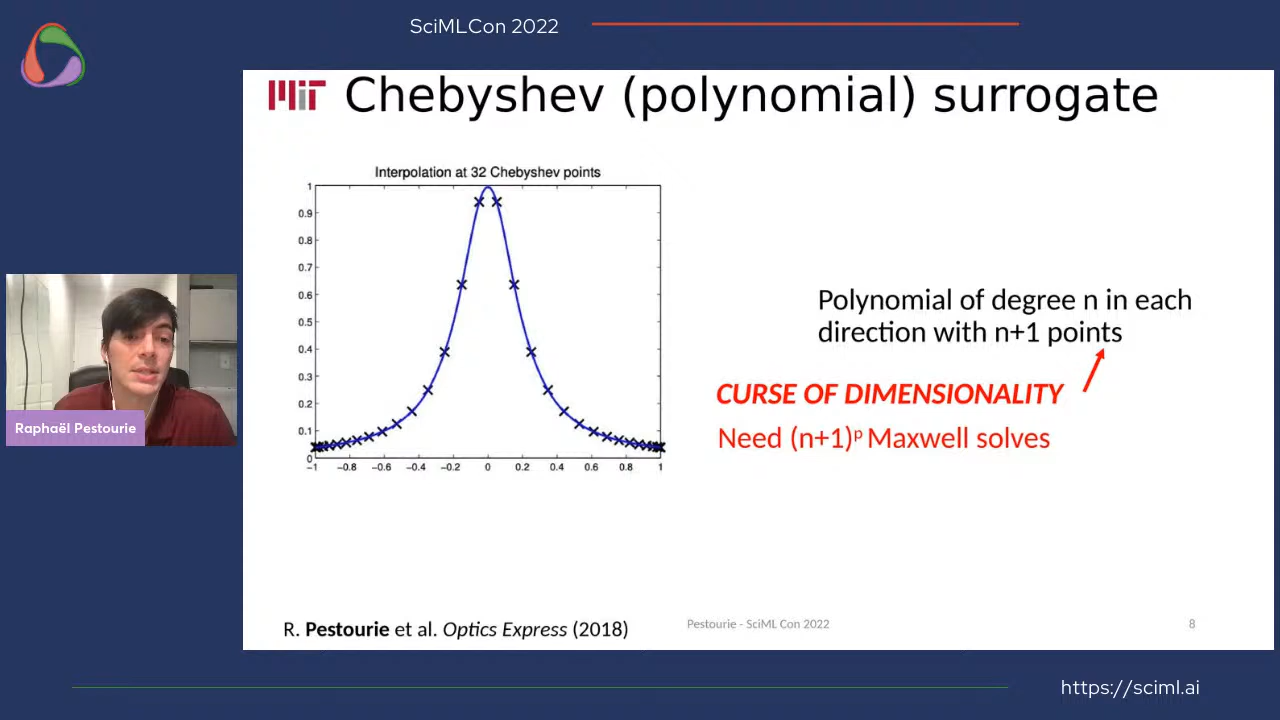 SciMLCon 2022
MIT Chebyshev (polynomial) surrogate
Interpolation at 32 Chebyshev points
1
0.9
0.8
0.7
0.6
0.5
0.4
0.3
0.2
0.1
0
−1 −0.8 −0.6 −0.4 −0.2 0 0.2 0.4 0.6 0.8 1
Polynomial of degree n in each
direction with n+1 points
CURSE OF DIMENSIONALITY
Need (n+1)ᵖ Maxwell solves
Raphaël Pestourie
R. Pestourie et al. Optics Express (2018)
Pestourie - SciML Con 2022
8
https://sciml.ai